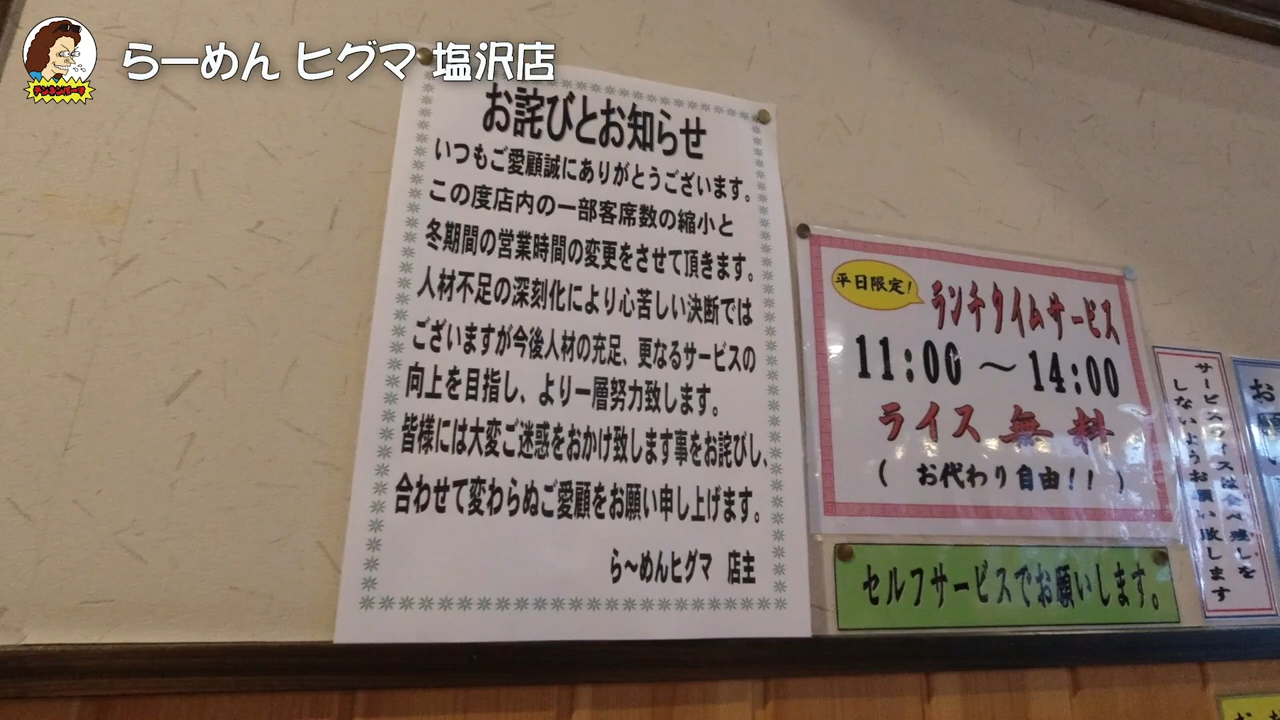 らーめん ヒグマ 塩沢店
お詫びとお知らせ
いつもご愛顧誠にありがとうございます。
この度店内の一部客席数の縮小と
冬期間の営業時間の変更をさせて頂きます。
人材不足の深刻化により心苦しい決断では
ございますが今後人材の充足、更なるサービスの
向上を目指し、より一層努力致します。
皆様には大変ご迷惑をおかけ致します事をお詫びし、
合わせて変わらぬご愛顧をお願い申し上げます。
ら～めんヒグマ 店主
平日限定！
ランチタイムサービス
11:00 ～ 14:00
ライス 無料
( お代わり自由！！ )
セルフサービスでお願いします。
サービスライスは食べ残しを
しないようお願い致します